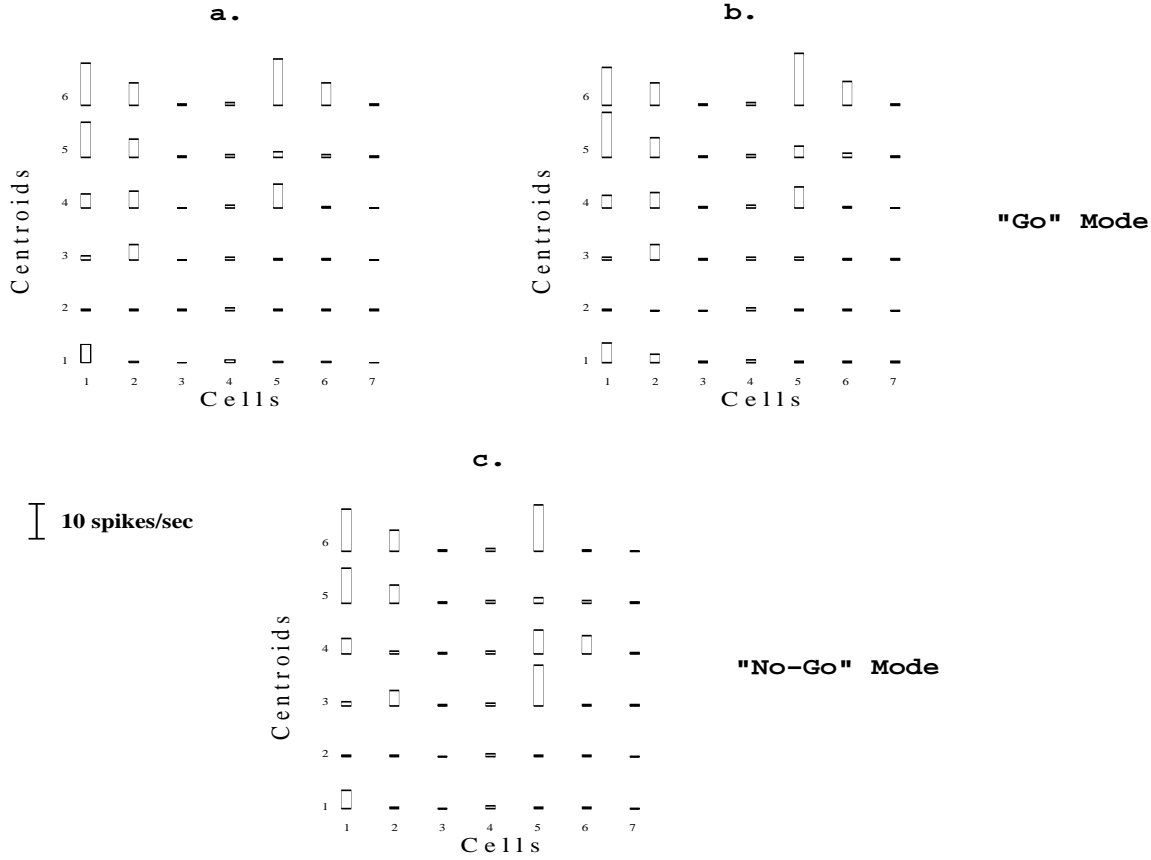 a.
b.
6
5
4
3
2
1
Centroids
1 2 3 4 5 6 7
Cells
6
5
4
3
2
1
Centroids
1 2 3 4 5 6 7
Cells
"Go" Mode
c.
10 spikes/sec
6
5
4
3
2
1
Centroids
1 2 3 4 5 6 7
Cells
"No-Go" Mode